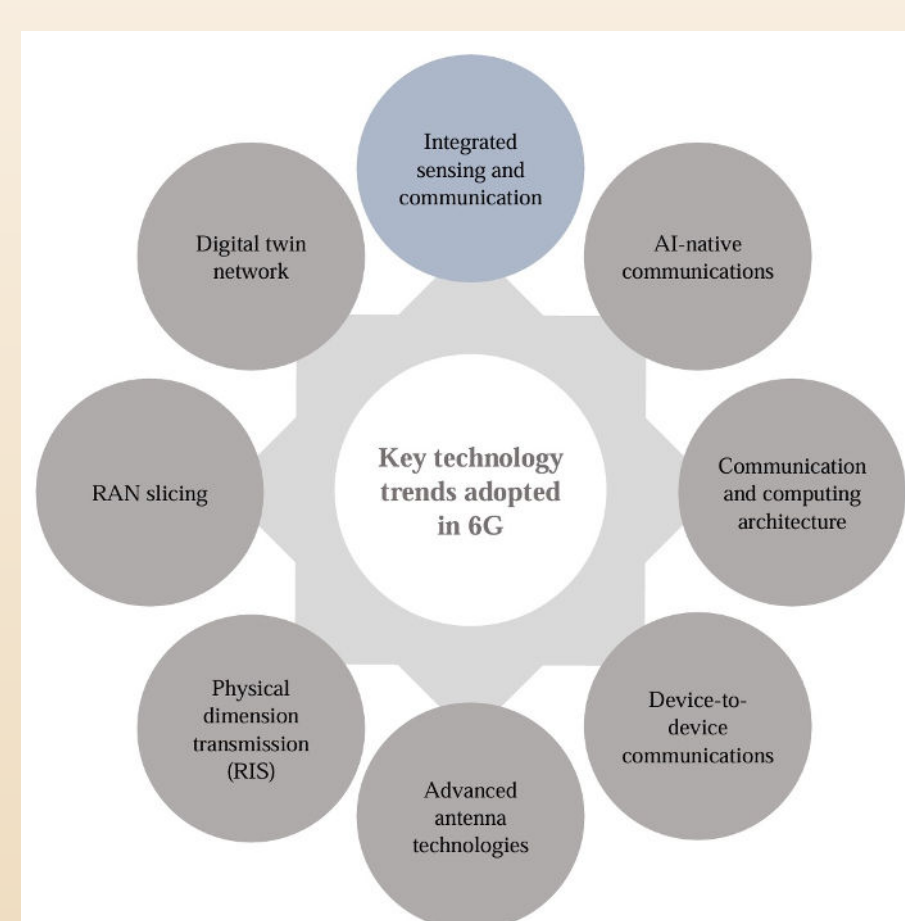 Integrated
sensing and
communication
AI-native
communications
Communication
and computing
architecture
Device-to-
device
communications
Advanced
antenna
technologies
Physical
dimension
transmission
(RIS)
RAN slicing
Digital twin
network
Key technology
trends adopted
in 6G